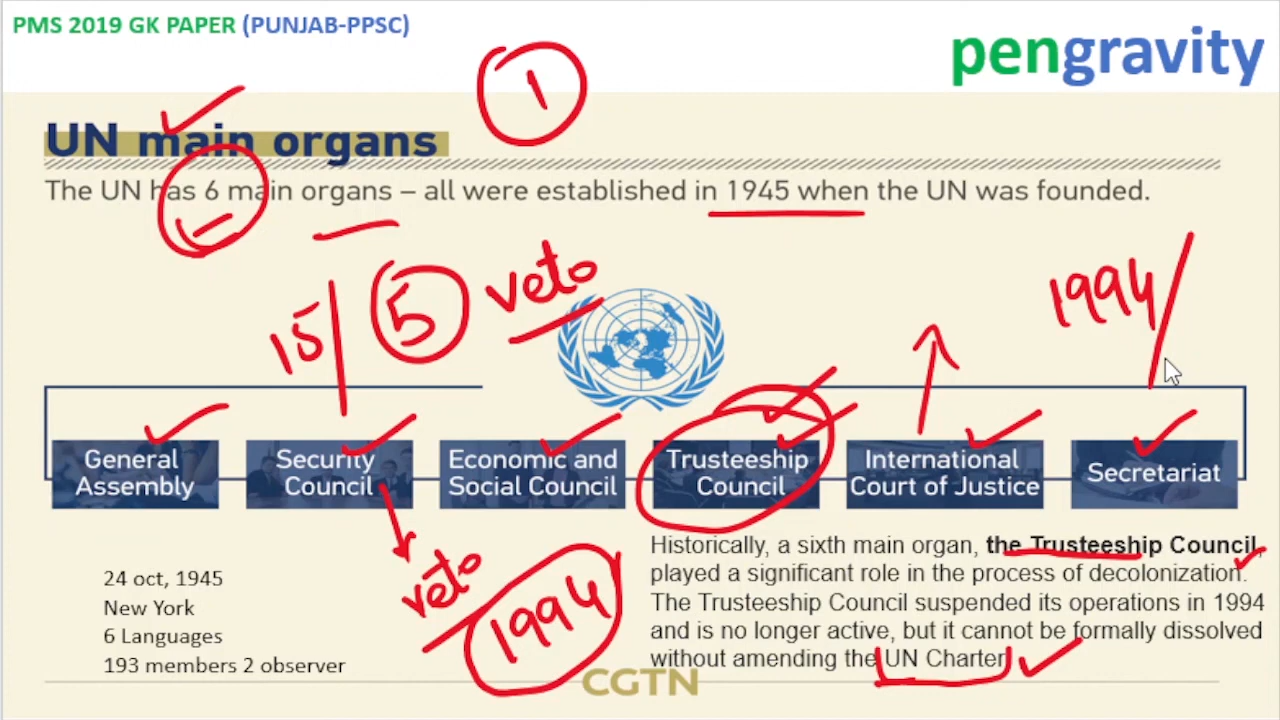 PMS 2019 GK PAPER (PUNJAB-PPSC)
pengravity
1
UN main organs
The UN has 6 main organs – all were established in 1945 when the UN was founded.
15
5
veto
1994
General
Assembly
Security
Council
Economic and
Social Council
Trusteeship
Council
International
Court of Justice
Secretariat
veto
1994
24 oct, 1945
New York
6 Languages
193 members 2 observer
Historically, a sixth main organ, the Trusteeship Council,
played a significant role in the process of decolonization.
The Trusteeship Council suspended its operations in 1994
and is no longer active, but it cannot be formally dissolved
without amending the UN Charter
CGTN